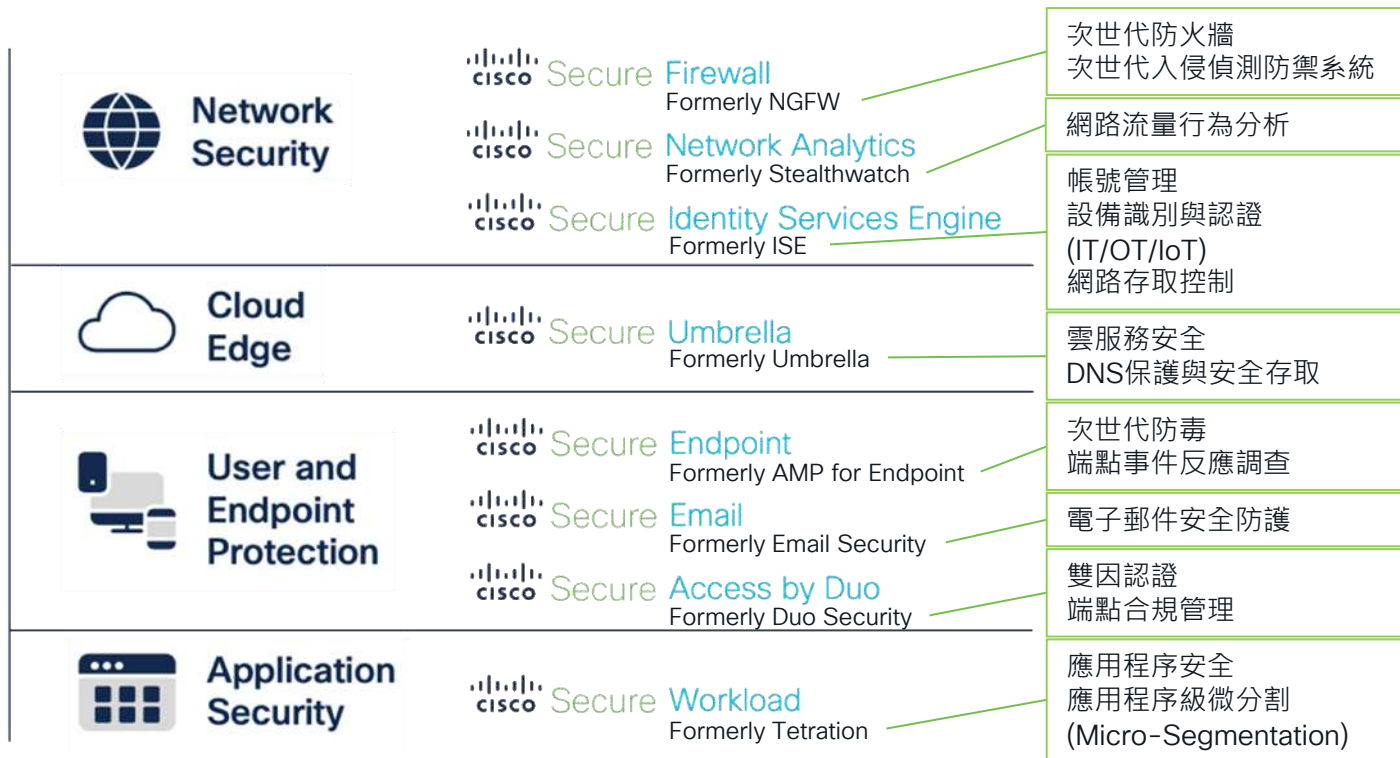 Network
Security
CISCO Secure Firewall
Formerly NGFW
次世代防火牆
次世代入侵偵測防禦系統
CISCO Secure Network Analytics
Formerly Stealthwatch
網路流量行為分析
CISCO Secure Identity Services Engine
Formerly ISE
帳號管理
設備識別與認證
(IT/OT/IoT)
網路存取控制
Cloud
Edge
CISCO Secure Umbrella
Formerly Umbrella
雲服務安全
DNS保護與安全存取
User and
Endpoint
Protection
CISCO Secure Endpoint
Formerly AMP for Endpoint
次世代防毒
端點事件反應調查
CISCO Secure Email
Formerly Email Security
電子郵件安全防護
CISCO Secure Access by Duo
Formerly Duo Security
雙因認證
端點合規管理
Application
Security
CISCO Secure Workload
Formerly Tetration
應用程序安全
應用程序級微分割
(Micro-Segmentation)